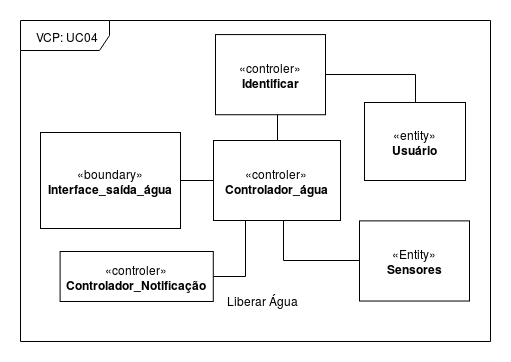 VCP: UC04
«controler»
Identificar
«entity»
Usuário
«boundary»
Interface_saída_água
«controler»
Controlador_água
«controler»
Controlador_Notificação
«Entity»
Sensores
Liberar Água